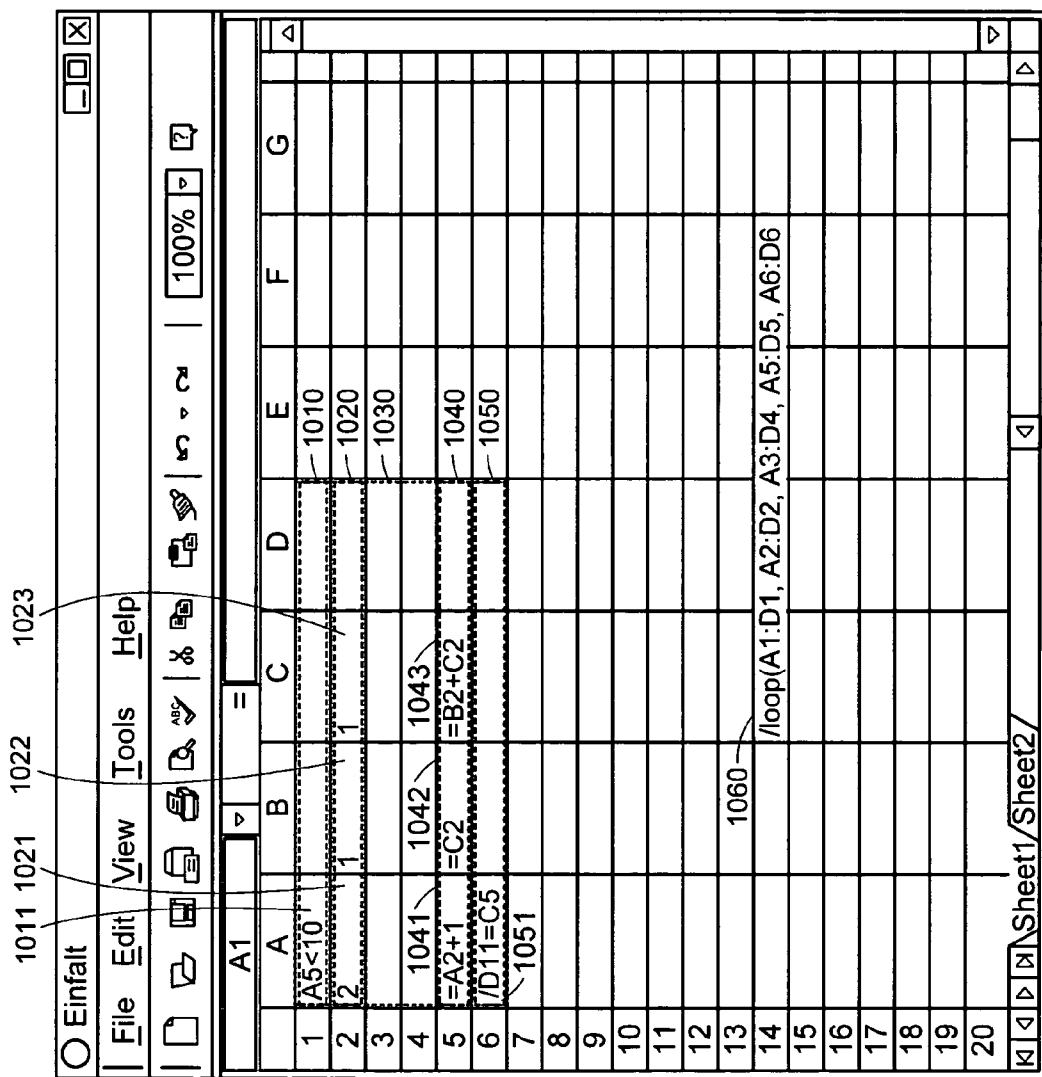 1011 1021 1022 1023
Einfalt
File Edit View Tools Help
ABC 100% ?
A1 =
A B C D E F G
1 A5<10 1010
2 2 1 1 1020
3 1030
4 1041 1042 1043
5 =A2+1 =C2 =B2+C2 1040
6 /D11=C5 1050
7 1051
8
9
10
11
12
13 1060
14 /loop(A1:D1, A2:D2, A3:D4, A5:D5, A6:D6
15
16
17
18
19
20
Sheet1/Sheet2/